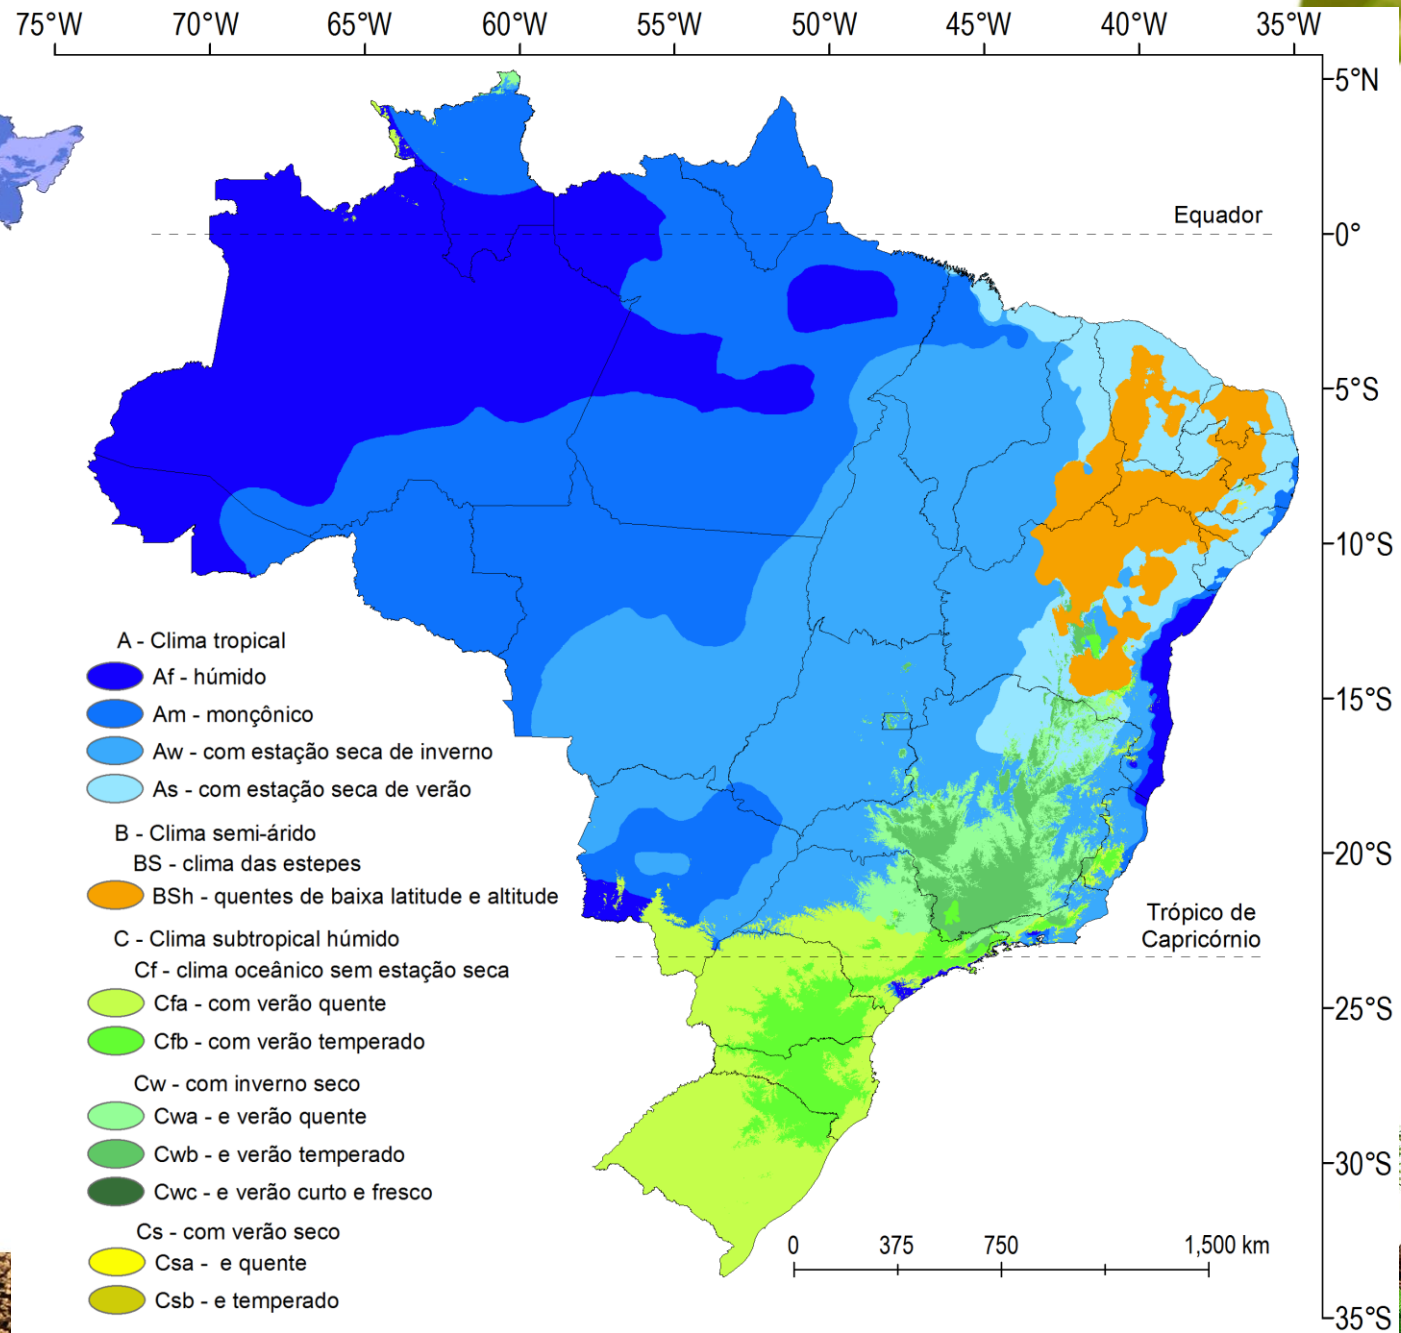 75°W 70°W 65°W 60°W 55°W 50°W 45°W 40°W 35°W
5°N
Equador
0°
5°S
10°S
A - Clima tropical
Af - húmido
15°S
Am - monçônico
Aw - com estação seca de inverno
As - com estação seca de verão
B - Clima semi-árido
20°S
BS - clima das estepes
BSh - quentes de baixa latitude e altitude
Trópico de
Capricórnio
C - Clima subtropical húmido
Cf - clima oceânico sem estação seca
Cfa - com verão quente
25°S
Cfb - com verão temperado
Cw - com inverno seco
Cwa - e verão quente
Cwb - e verão temperado
30°S
Cwc - e verão curto e fresco
Cs - com verão seco
0 375 750 1,500 km
Csa - e quente
Csb - e temperado
35°S